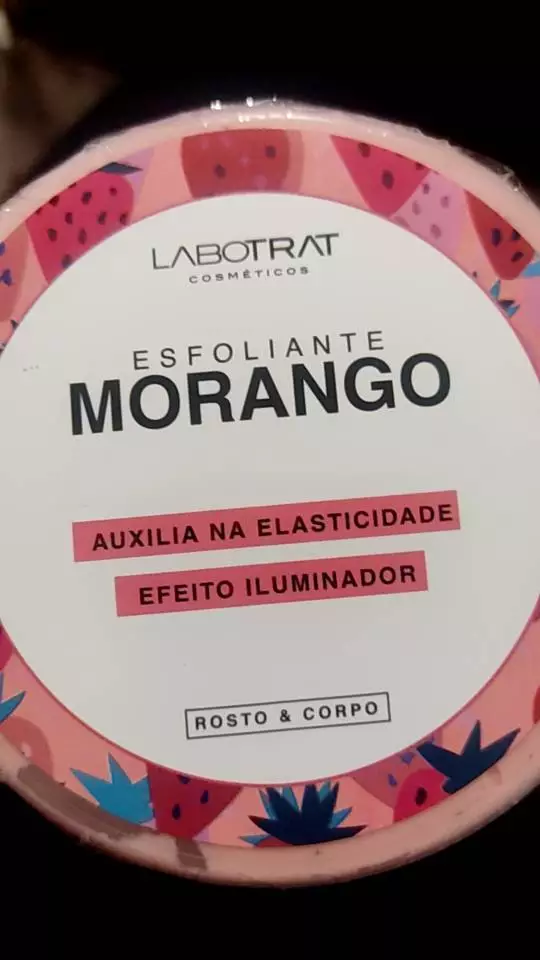 LABOTRAT
COSMÉTICOS
ESFOLIANTE
MORANGO
AUXILIA NA ELASTICIDADE
EFEITO ILUMINADOR
ROSTO & CORPO